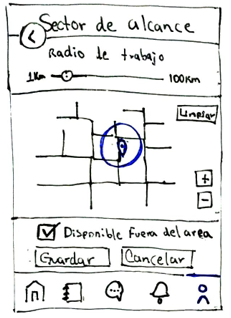 Sector de alcance
Radio de trabajo
1Km 100Km
Limpiar
+
-
Disponible fuera del area
Guardar Cancelar